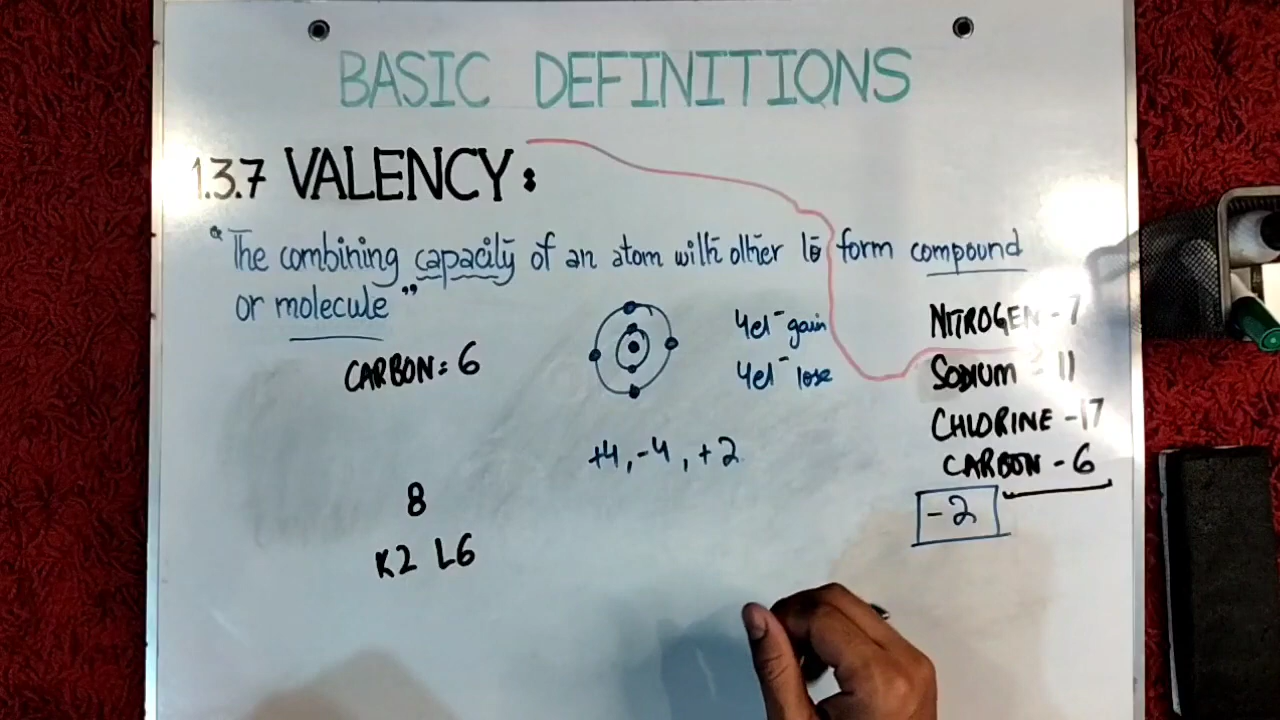 BASIC DEFINITIONS
1.3.7 VALENCY:
"The combining capacity of an atom with other to form compound
or molecule"
CARBON = 6
4el⁻ gain
4el⁻ lose
+4, -4, +2
8
K2 L6
NITROGEN - 7
SODIUM - 11
CHLORINE - 17
CARBON - 6
-2